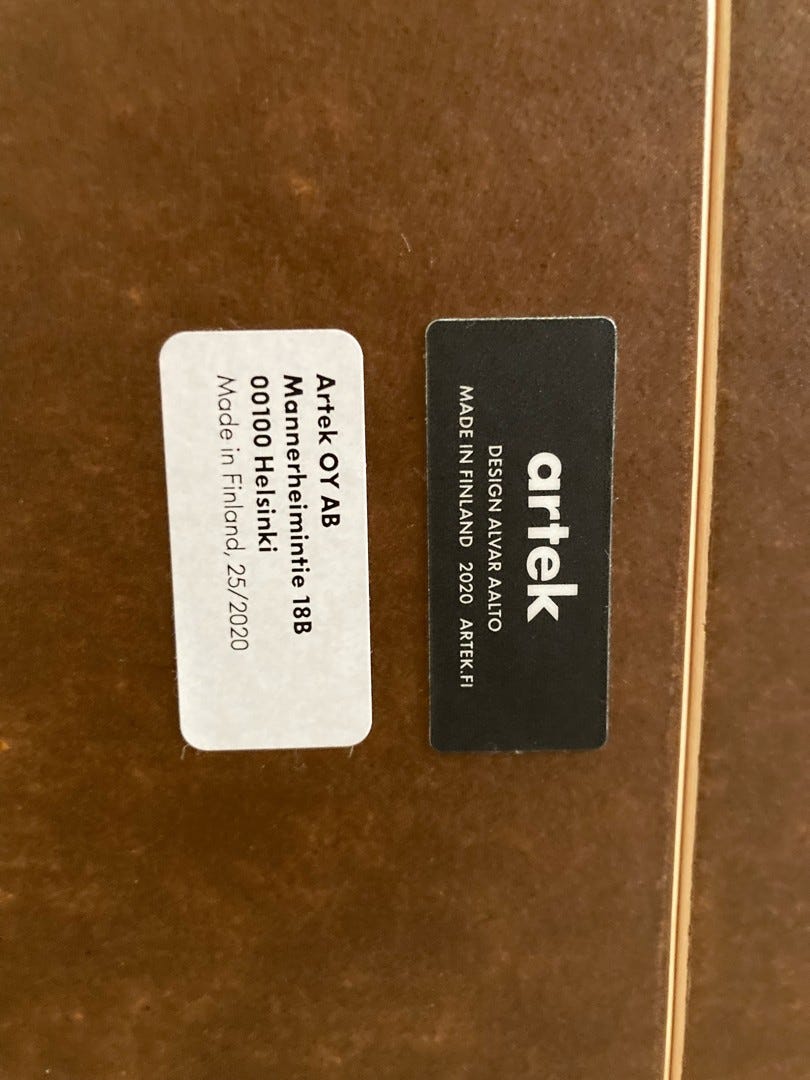 artek
DESIGN ALVAR AALTO
MADE IN FINLAND 2020 ARTEK.FI
Artek OY AB
Mannerheimintie 18B
00100 Helsinki
Made in Finland, 25/2020